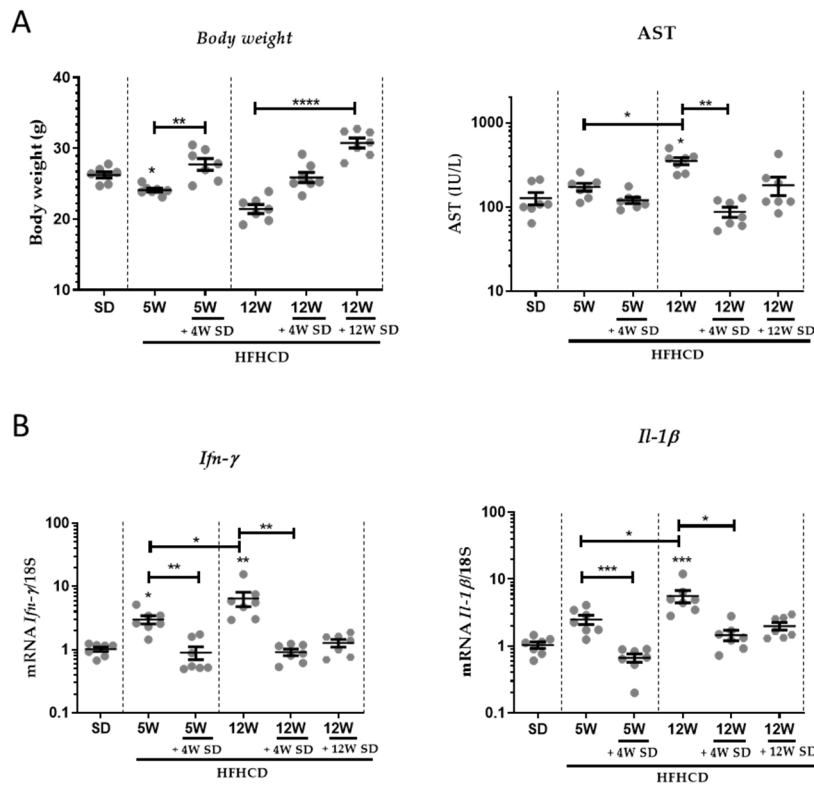 A
Body weight
Body weight (g)
40
30
20
10
**
*
****
SD
5W
5W
12W
12W
12W
+ 4W SD
+ 4W SD
+ 12W SD
HFHCD
AST
AST (IU/L)
1000
100
10
*
**
*
SD
5W
5W
12W
12W
12W
+ 4W SD
+ 4W SD
+ 12W SD
HFHCD
B
Ifn-γ
mRNA Ifn-γ/18S
100
10
1
0.1
*
**
**
**
*
SD
5W
5W
12W
12W
12W
+ 4W SD
+ 4W SD
+ 12W SD
HFHCD
Il-1β
mRNA Il-1β/18S
100
10
1
0.1
*
*
***
***
SD
5W
5W
12W
12W
12W
+ 4W SD
+ 4W SD
+ 12W SD
HFHCD